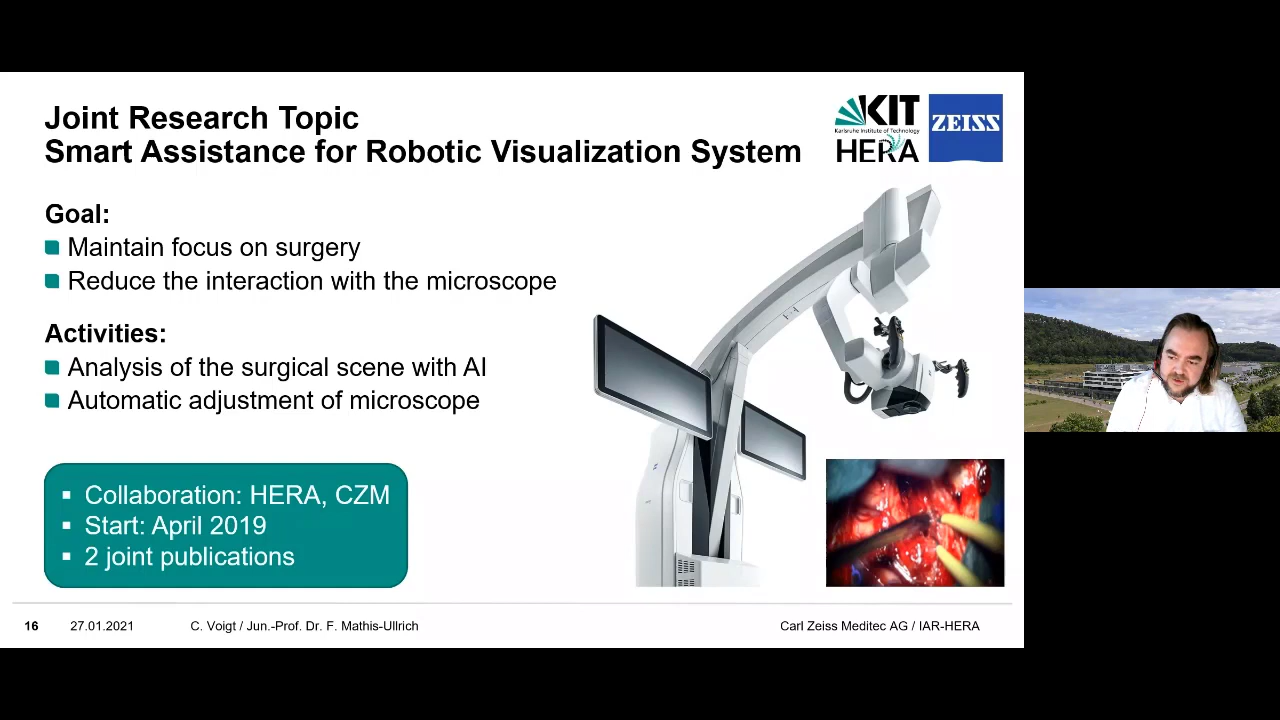 Joint Research Topic
Smart Assistance for Robotic Visualization System
KIT
Karlsruhe Institute of Technology
HERA
ZEISS
Goal:
Maintain focus on surgery
Reduce the interaction with the microscope
Activities:
Analysis of the surgical scene with AI
Automatic adjustment of microscope
Collaboration: HERA, CZM
Start: April 2019
2 joint publications
16 27.01.2021 C. Voigt / Jun.-Prof. Dr. F. Mathis-Ullrich Carl Zeiss Meditec AG / IAR-HERA